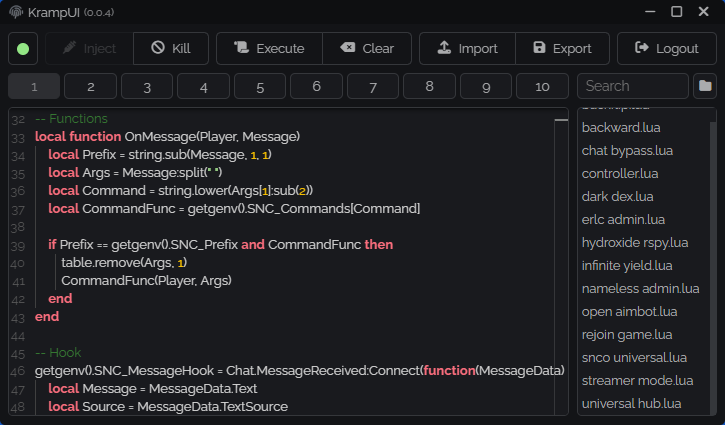 KrampUI (0.0.4)
Inject Kill Execute Clear Import Export Logout
1 2 3 4 5 6 7 8 9 10 Search
32 -- Functions
33 local function OnMessage(Player, Message)
34 local Prefix = string.sub(Message, 1, 1)
35 local Args = Message:split(" ")
36 local Command = string.lower(Args[1]:sub(2))
37 local CommandFunc = getgenv().SNC_Commands[Command]
38
39 if Prefix == getgenv().SNC_Prefix and CommandFunc then
40 table.remove(Args, 1)
41 CommandFunc(Player, Args)
42 end
43 end
44
45 -- Hook
46 getgenv().SNC_MessageHook = Chat.MessageReceived:Connect(function(MessageData)
47 local Message = MessageData.Text
48 local Source = MessageData.TextSource
backward.lua
chat bypass.lua
controller.lua
dark dex.lua
erlc admin.lua
hydroxide rspy.lua
infinite yield.lua
nameless admin.lua
open aimbot.lua
rejoin game.lua
snco universal.lua
streamer mode.lua
universal hub.lua